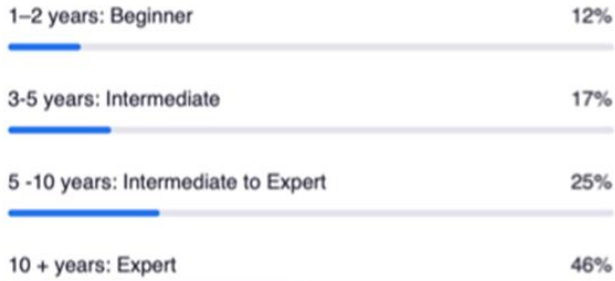 1–2 years: Beginner 12%
3-5 years: Intermediate 17%
5 -10 years: Intermediate to Expert 25%
10 + years: Expert 46%